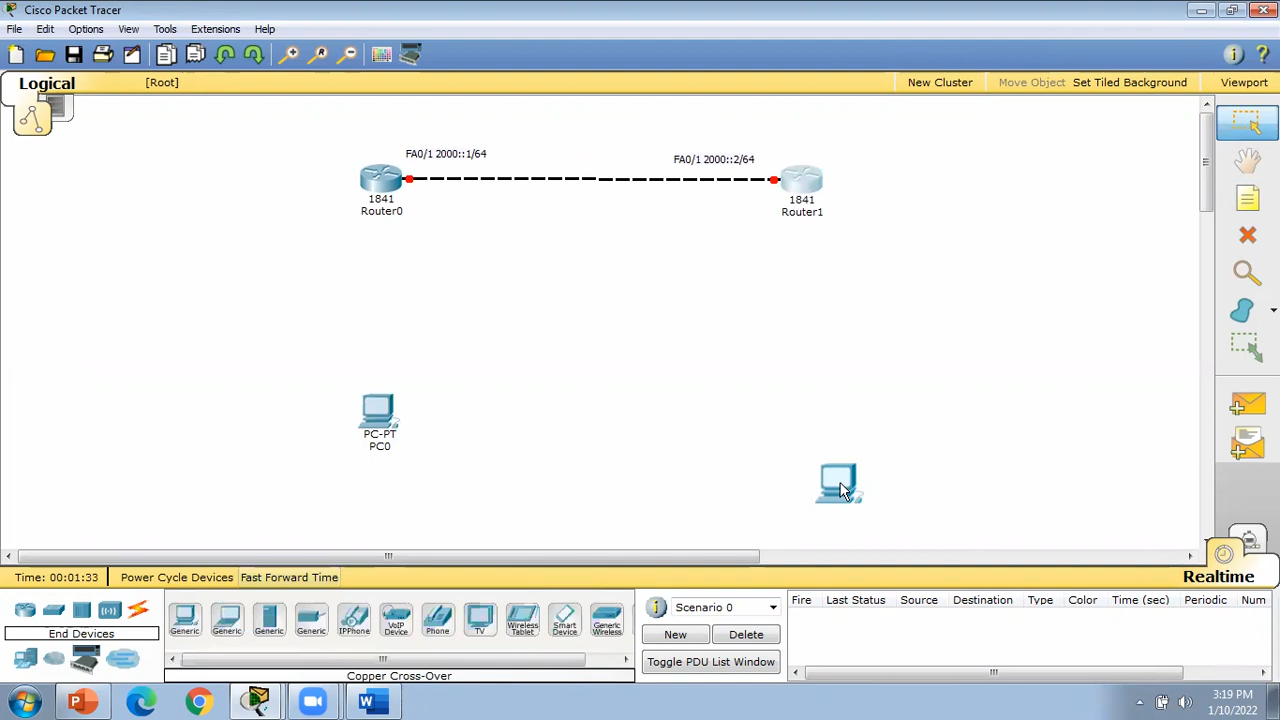 Cisco Packet Tracer
File Edit Options View Tools Extensions Help
Logical [Root] New Cluster Move Object Set Tiled Background Viewport
FA0/1 2000::1/64
FA0/1 2000::2/64
1841
Router0
1841
Router1
PC-PT
PC0
Time: 00:01:33 Power Cycle Devices Fast Forward Time Realtime
End Devices
Generic Generic Generic Generic IPPhone VoIP Device Phone TV Wireless Tablet Smart Device Generic Wireless
Copper Cross-Over
Scenario 0
New Delete
Toggle PDU List Window
Fire Last Status Source Destination Type Color Time (sec) Periodic Num
3:19 PM
1/10/2022